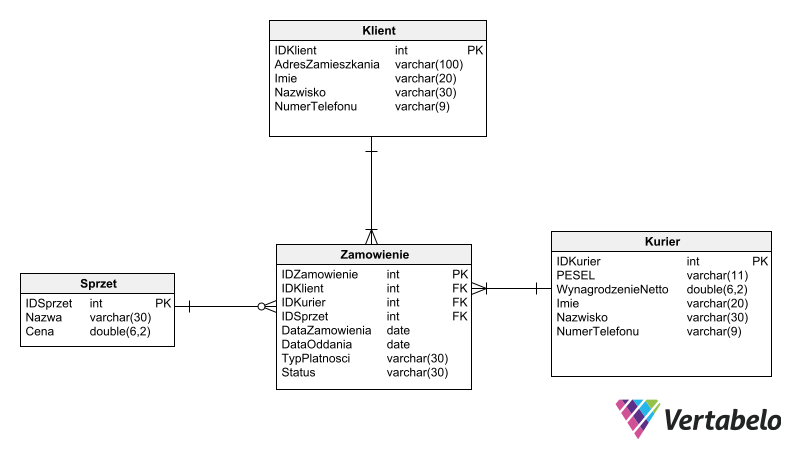 Klient
IDKlient int PK
AdresZamieszkania varchar(100)
Imie varchar(20)
Nazwisko varchar(30)
NumerTelefonu varchar(9)
Sprzet
IDSprzet int PK
Nazwa varchar(30)
Cena double(6,2)
Zamowienie
IDZamowienie int PK
IDKlient int FK
IDKurier int FK
IDSprzet int FK
DataZamowienia date
DataOddania date
TypPlatnosci varchar(30)
Status varchar(30)
Kurier
IDKurier int PK
PESEL varchar(11)
WynagrodzenieNetto double(6,2)
Imie varchar(20)
Nazwisko varchar(30)
NumerTelefonu varchar(9)
Vertabelo